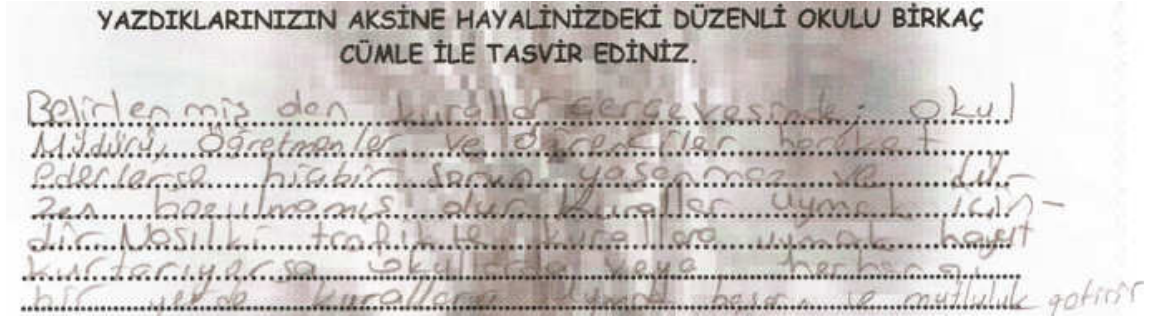 YAZDIKLARINIZIN AKSİNE HAYALİNİZDEKİ DÜZENLİ OKULU BİRKAÇ
CÜMLE İLE TASVİR EDİNİZ.
Belirlenmiş olan kurallar çerçevesinde; okul
Müdürü, Öğretmenler ve öğrenciler hareket
ederlerse hiçbir sorun yaşanmaz ve dü-
zen bozulmamış olur. Kurallar uymak için-
dir. Nasılki trafikte kurallara uymak hayat
kurtarıyorsa okullarda veya herhangi
bir yerde kurallara uymak başarı ve mutluluk getirir